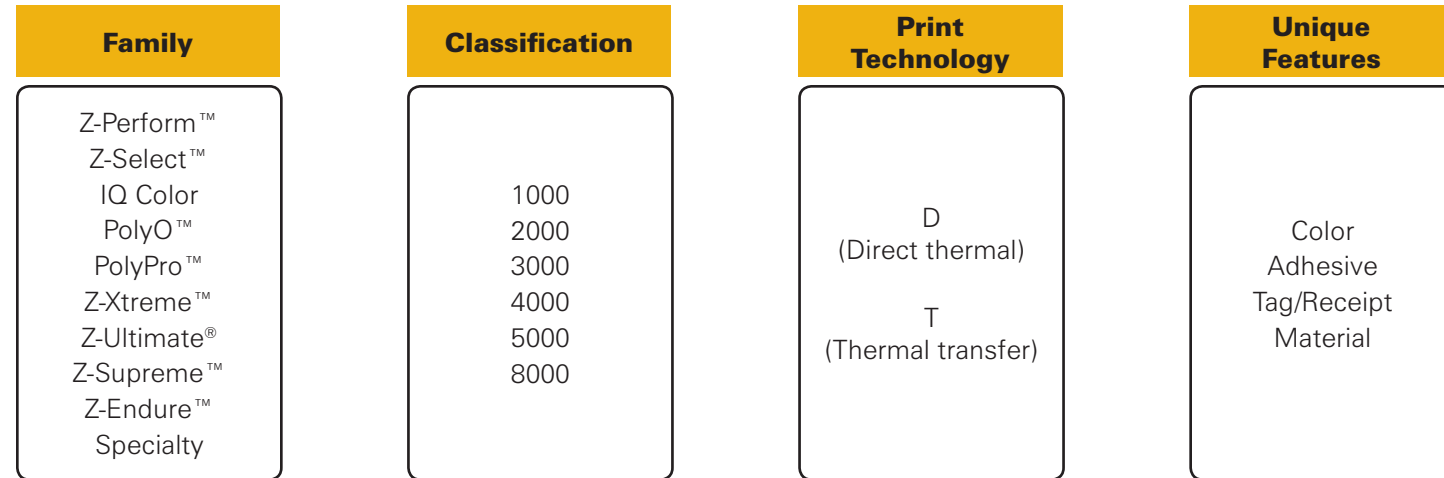 Family
Z-Perform™
Z-Select™
IQ Color
PolyO™
PolyPro™
Z-Xtreme™
Z-Ultimate®
Z-Supreme™
Z-Endure™
Specialty
Classification
1000
2000
3000
4000
5000
8000
Print
Technology
D
(Direct thermal)
T
(Thermal transfer)
Unique
Features
Color
Adhesive
Tag/Receipt
Material